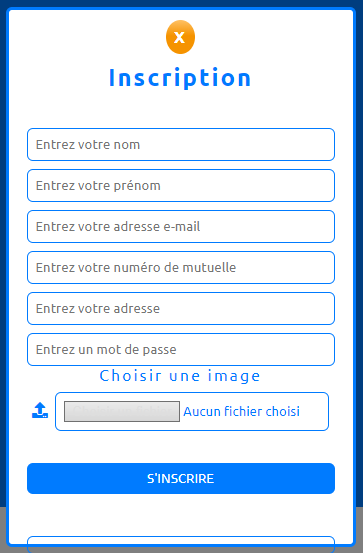 x
Inscription
Entrez votre nom
Entrez votre prénom
Entrez votre adresse e-mail
Entrez votre numéro de mutuelle
Entrez votre adresse
Entrez un mot de passe
Choisir une image
Aucun fichier choisi
S'INSCRIRE